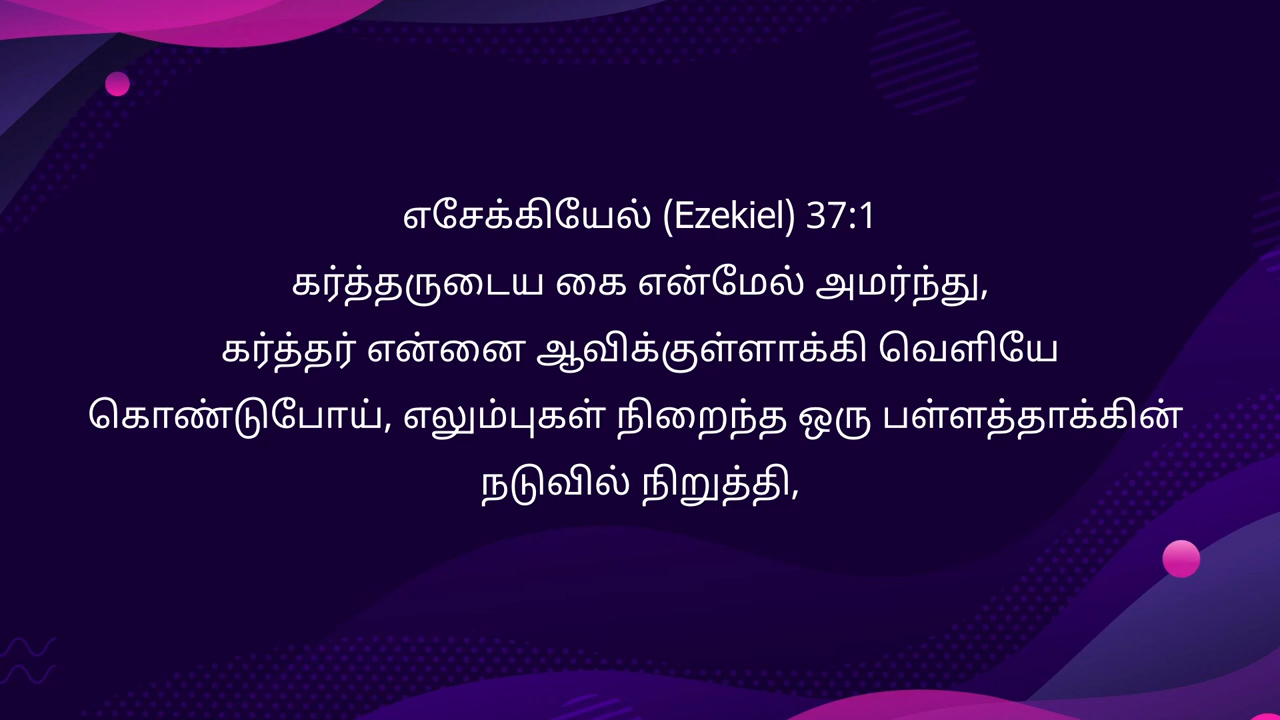 எசேக்கியேல் (Ezekiel) 37:1
கர்த்தருடைய கை என்மேல் அமர்ந்து,
கர்த்தர் என்னை ஆவிக்குள்ளாக்கி வெளியே
கொண்டுபோய், எலும்புகள் நிறைந்த ஒரு பள்ளத்தாக்கின்
நடுவில் நிறுத்தி,